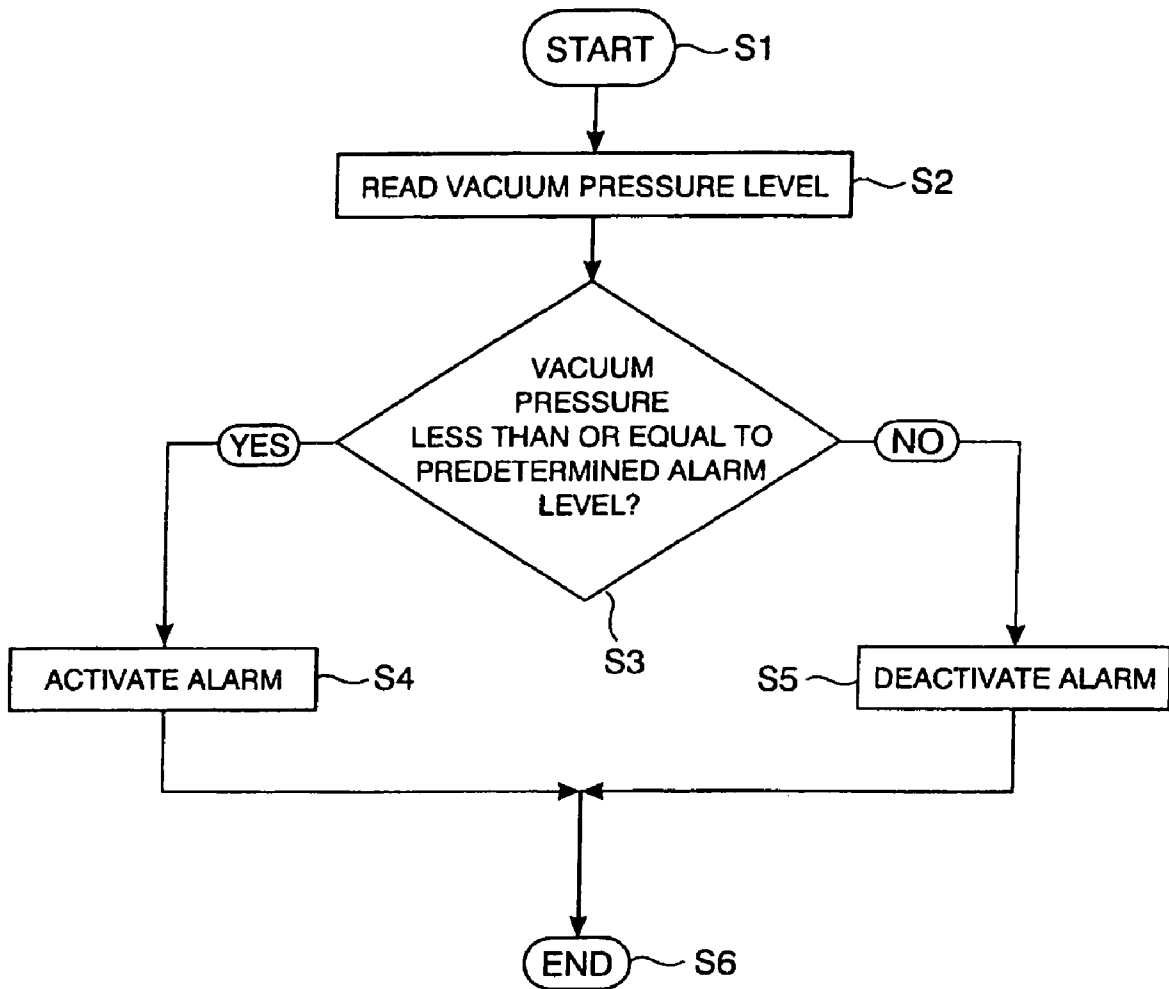 START
S1
READ VACUUM PRESSURE LEVEL
S2
VACUUM
PRESSURE
LESS THAN OR EQUAL TO
PREDETERMINED ALARM
LEVEL?
YES
NO
S3
ACTIVATE ALARM
S4
S5
DEACTIVATE ALARM
END
S6